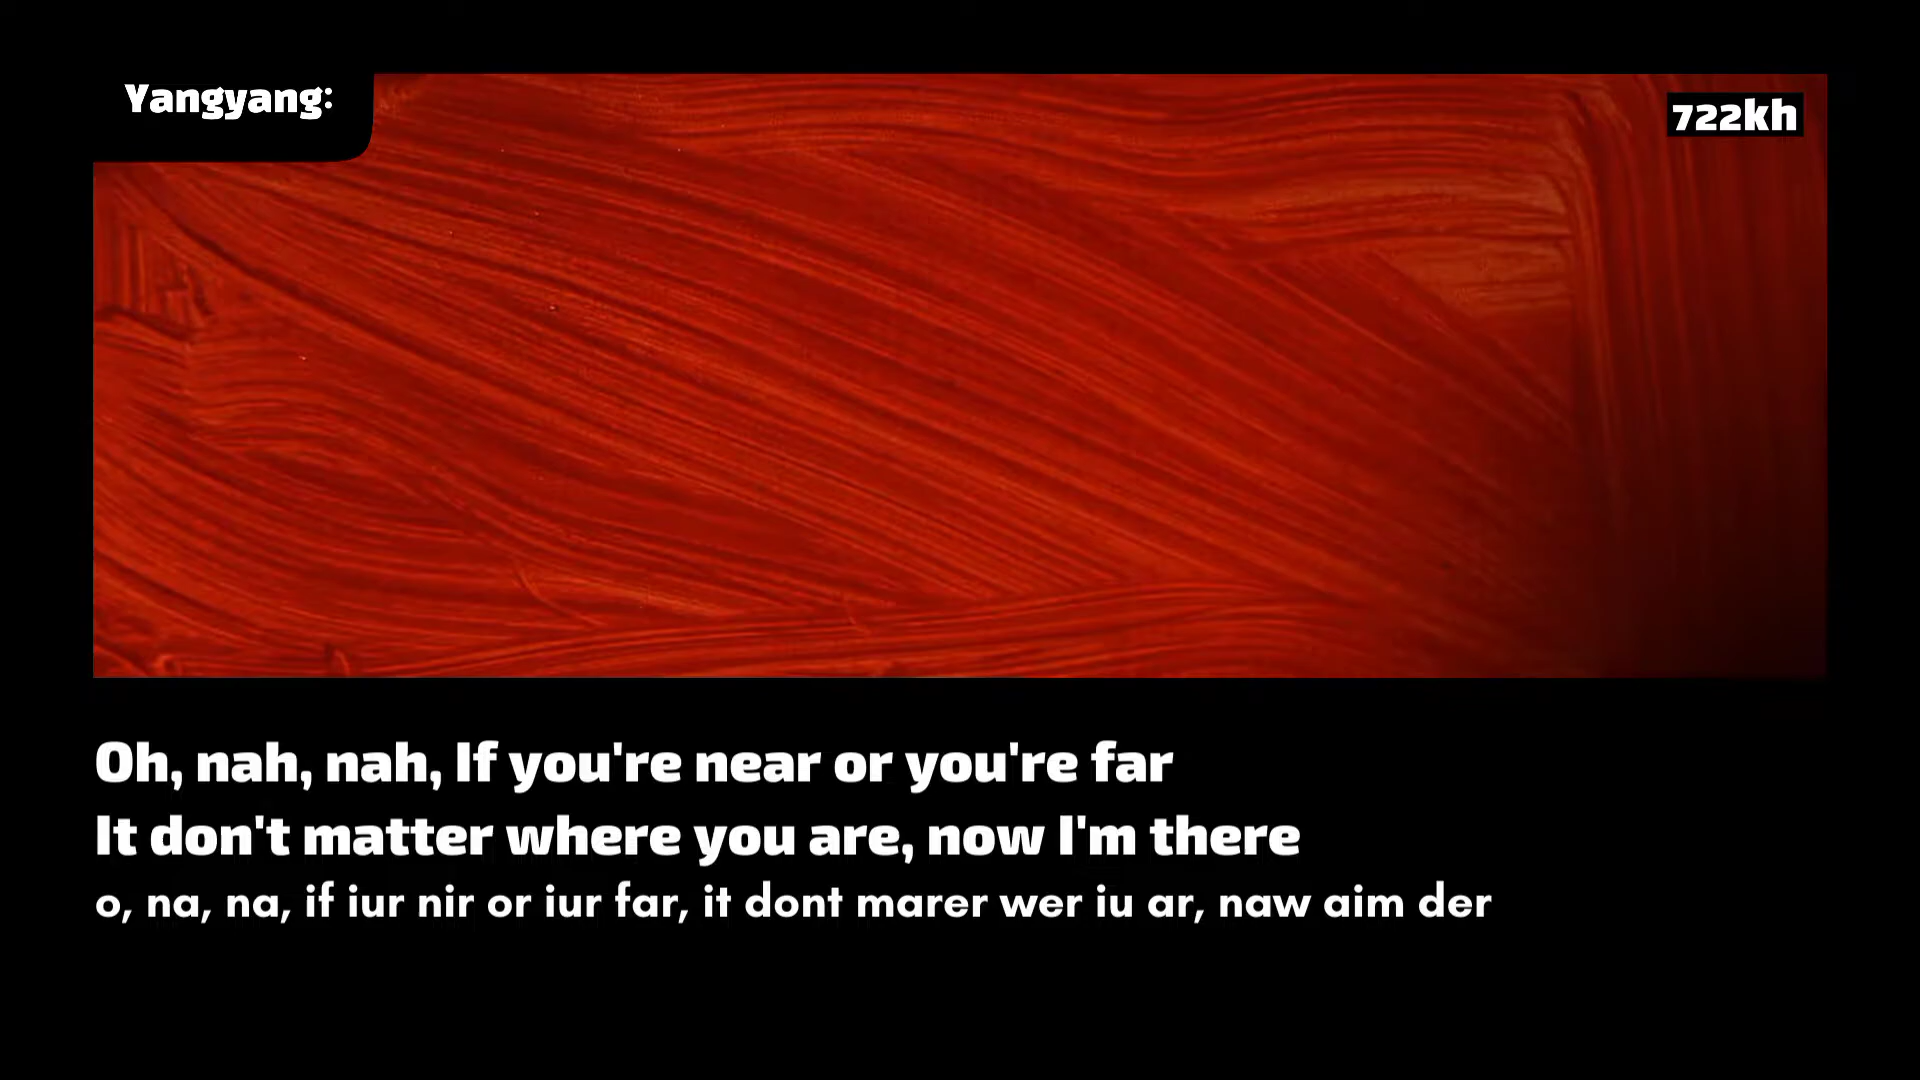 Yangyang:
722kh
Oh, nah, nah, If you're near or you're far
It don't matter where you are, now I'm there
o, na, na, if iur nir or iur far, it dont marer wer iu ar, naw aim der